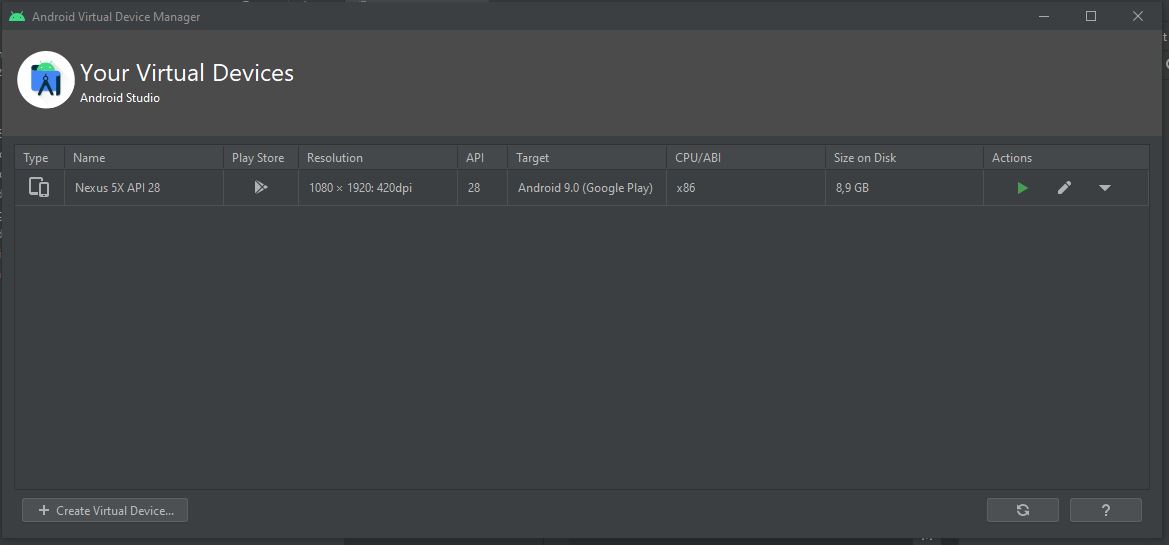 Android Virtual Device Manager
Your Virtual Devices
Android Studio
Type Name Play Store Resolution API Target CPU/ABI Size on Disk Actions
Nexus 5X API 28 1080 × 1920: 420dpi 28 Android 9.0 (Google Play) x86 8,9 GB
+ Create Virtual Device... ?